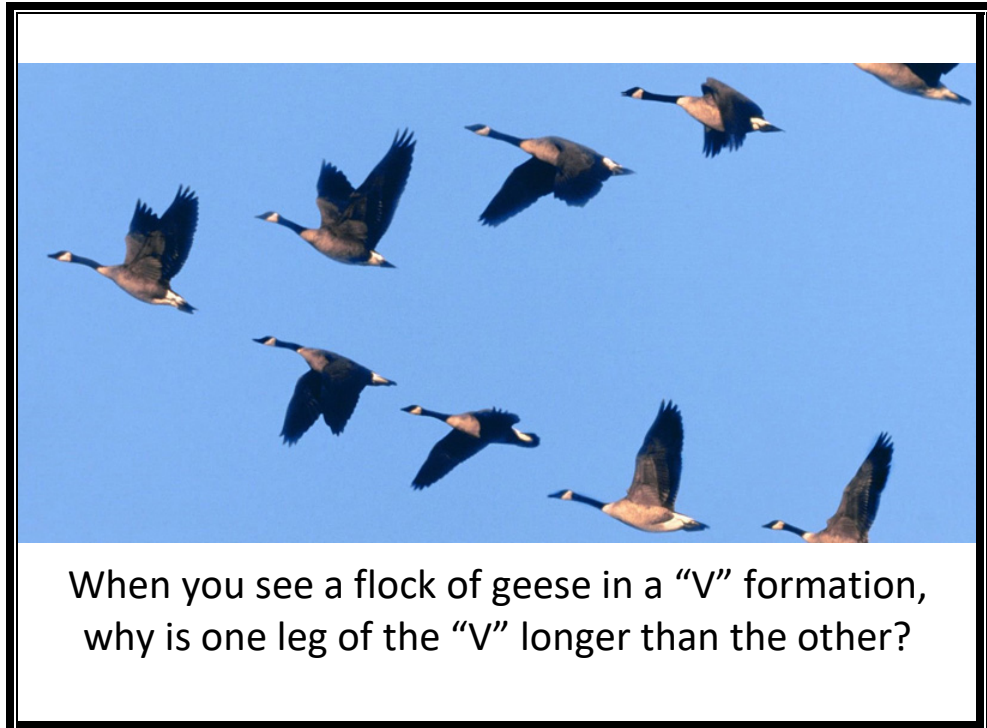 When you see a flock of geese in a “V” formation,
why is one leg of the “V” longer than the other?